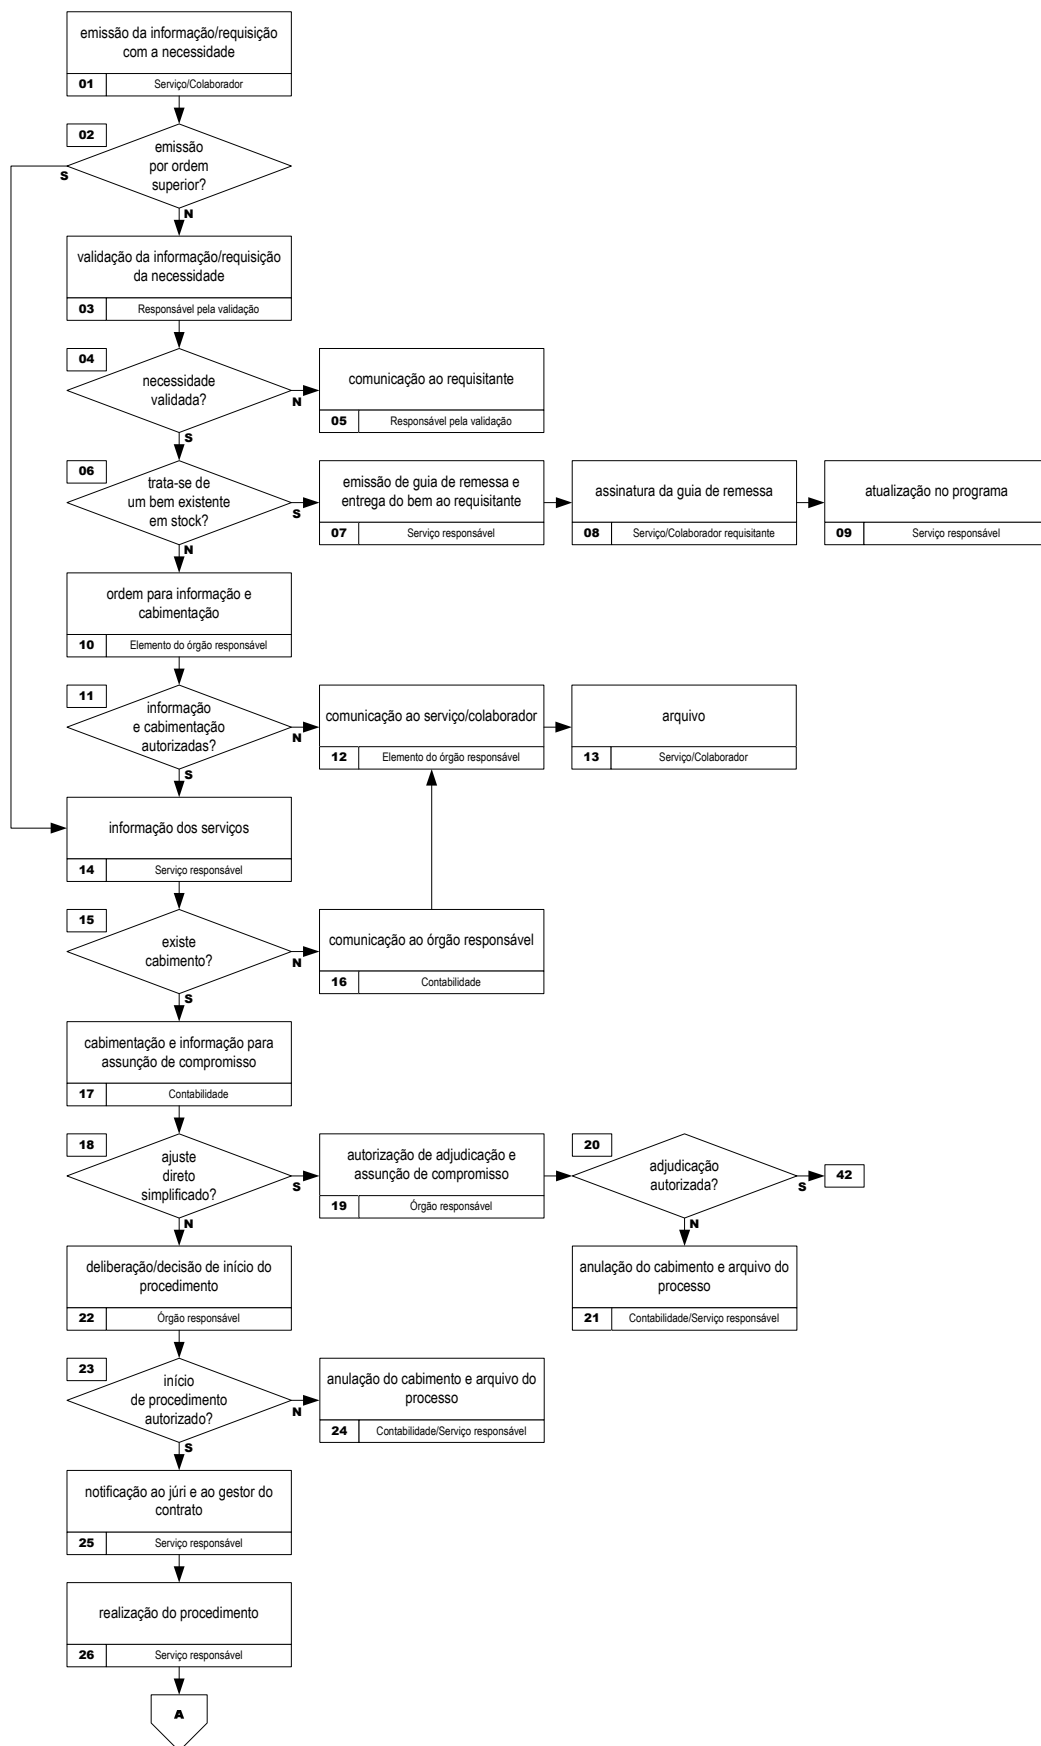 emissão da informação/requisição
com a necessidade
01
Serviço/Colaborador
02
emissão
por ordem
superior?
S
N
validação da informação/requisição
da necessidade
03
Responsável pela validação
04
necessidade
validada?
N
S
comunicação ao requisitante
05
Responsável pela validação
06
trata-se de
um bem existente
em stock?
S
N
emissão de guia de remessa e
entrega do bem ao requisitante
07
Serviço responsável
assinatura da guia de remessa
08
Serviço/Colaborador requisitante
atualização no programa
09
Serviço responsável
ordem para informação e
cabimentação
10
Elemento do órgão responsável
11
informação
e cabimentação
autorizadas?
N
S
comunicação ao serviço/colaborador
12
Elemento do órgão responsável
arquivo
13
Serviço/Colaborador
informação dos serviços
14
Serviço responsável
15
existe
cabimento?
N
S
comunicação ao órgão responsável
16
Contabilidade
cabimentação e informação para
assunção de compromisso
17
Contabilidade
18
ajuste
direto
simplificado?
S
N
autorização de adjudicação e
assunção de compromisso
19
Órgão responsável
20
adjudicação
autorizada?
S
N
42
anulação do cabimento e arquivo do
processo
21
Contabilidade/Serviço responsável
deliberação/decisão de início do
procedimento
22
Órgão responsável
23
início
de procedimento
autorizado?
N
S
anulação do cabimento e arquivo do
processo
24
Contabilidade/Serviço responsável
notificação ao júri e ao gestor do
contrato
25
Serviço responsável
realização do procedimento
26
Serviço responsável
A